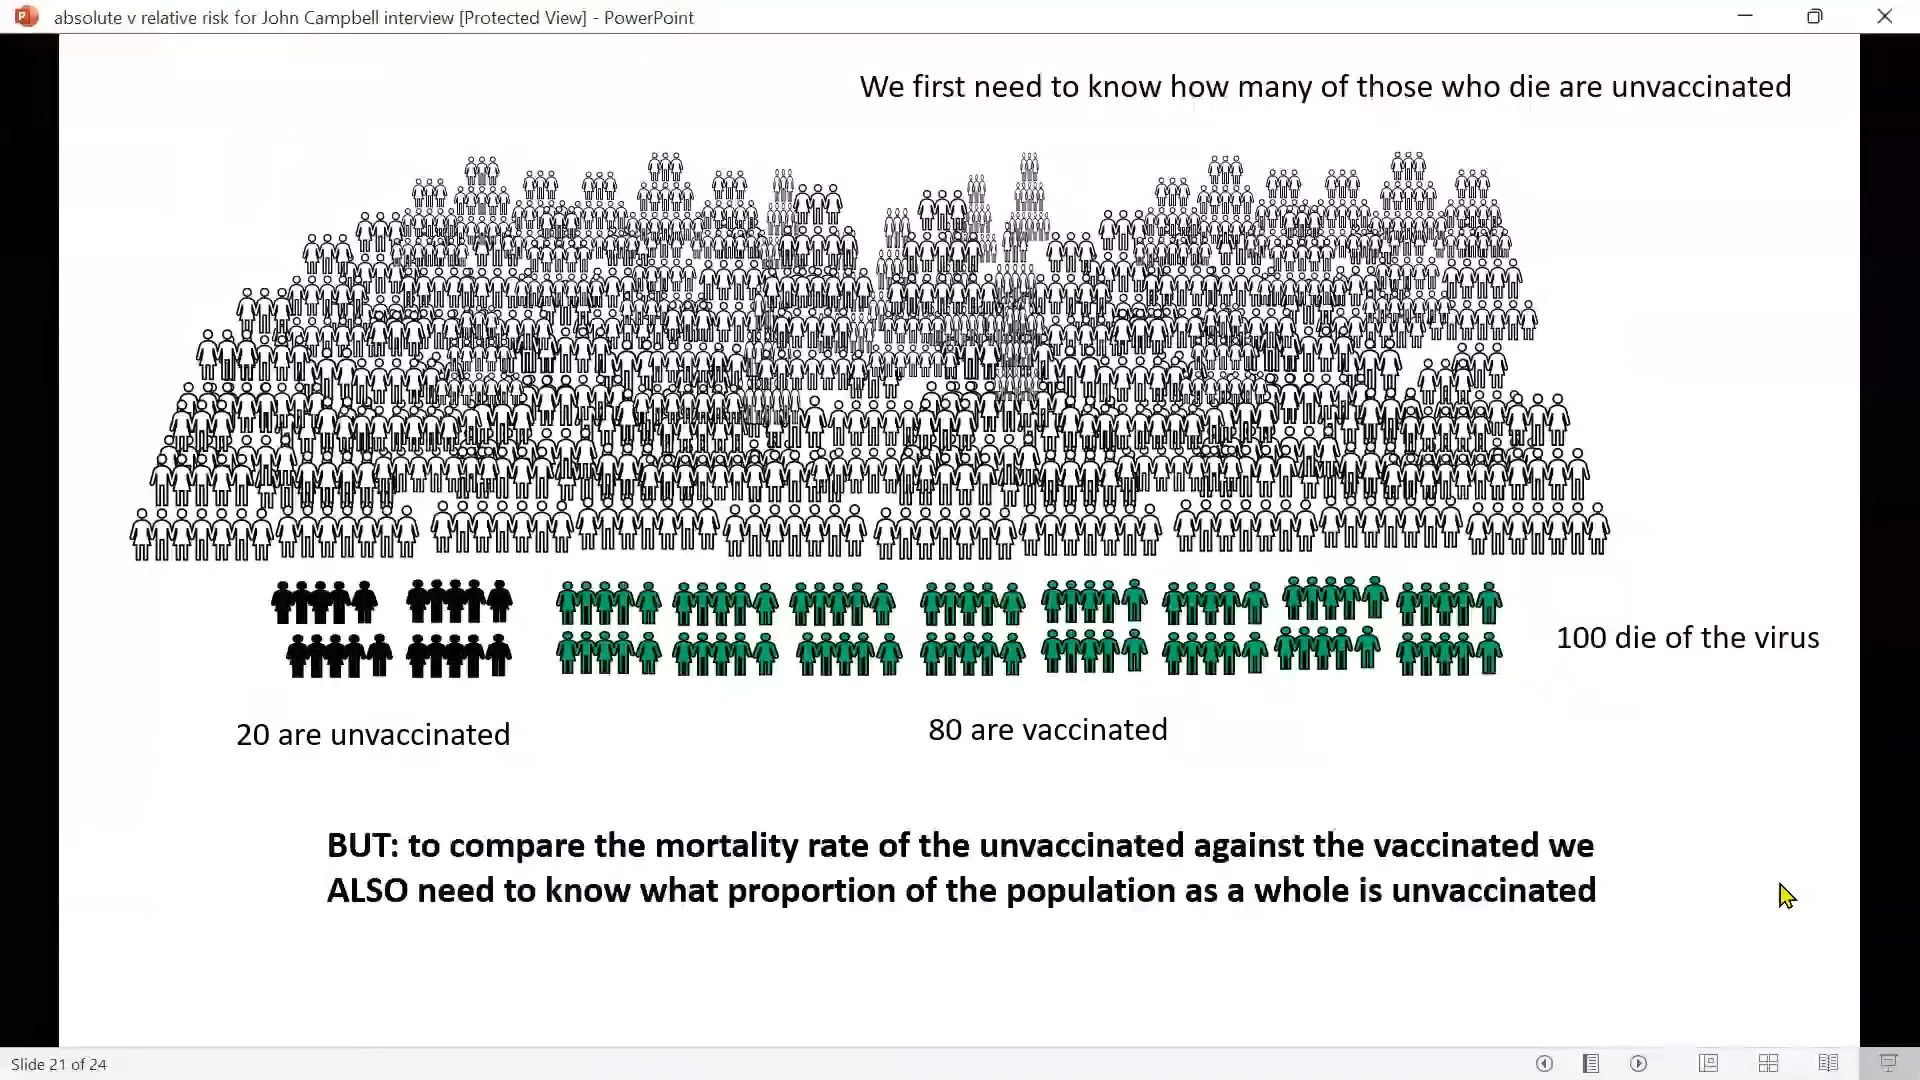 absolute v relative risk for John Campbell interview [Protected View] - PowerPoint
We first need to know how many of those who die are unvaccinated
100 die of the virus
20 are unvaccinated
80 are vaccinated
BUT: to compare the mortality rate of the unvaccinated against the vaccinated we
ALSO need to know what proportion of the population as a whole is unvaccinated
Slide 21 of 24